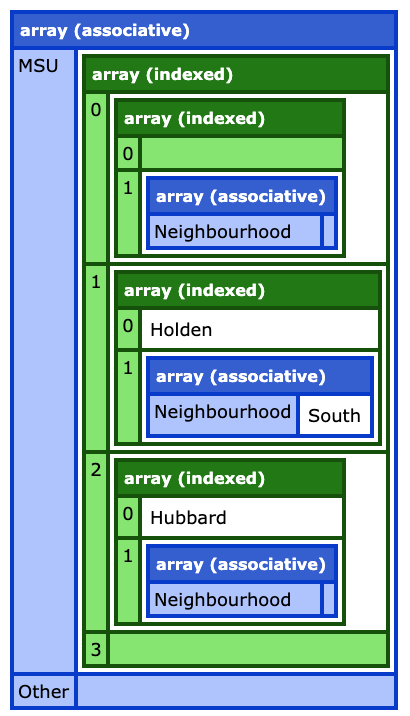 array (associative)
MSU
array (indexed)
0
array (indexed)
0
1
array (associative)
Neighbourhood
1
array (indexed)
0 Holden
1
array (associative)
Neighbourhood South
2
array (indexed)
0 Hubbard
1
array (associative)
Neighbourhood
3
Other